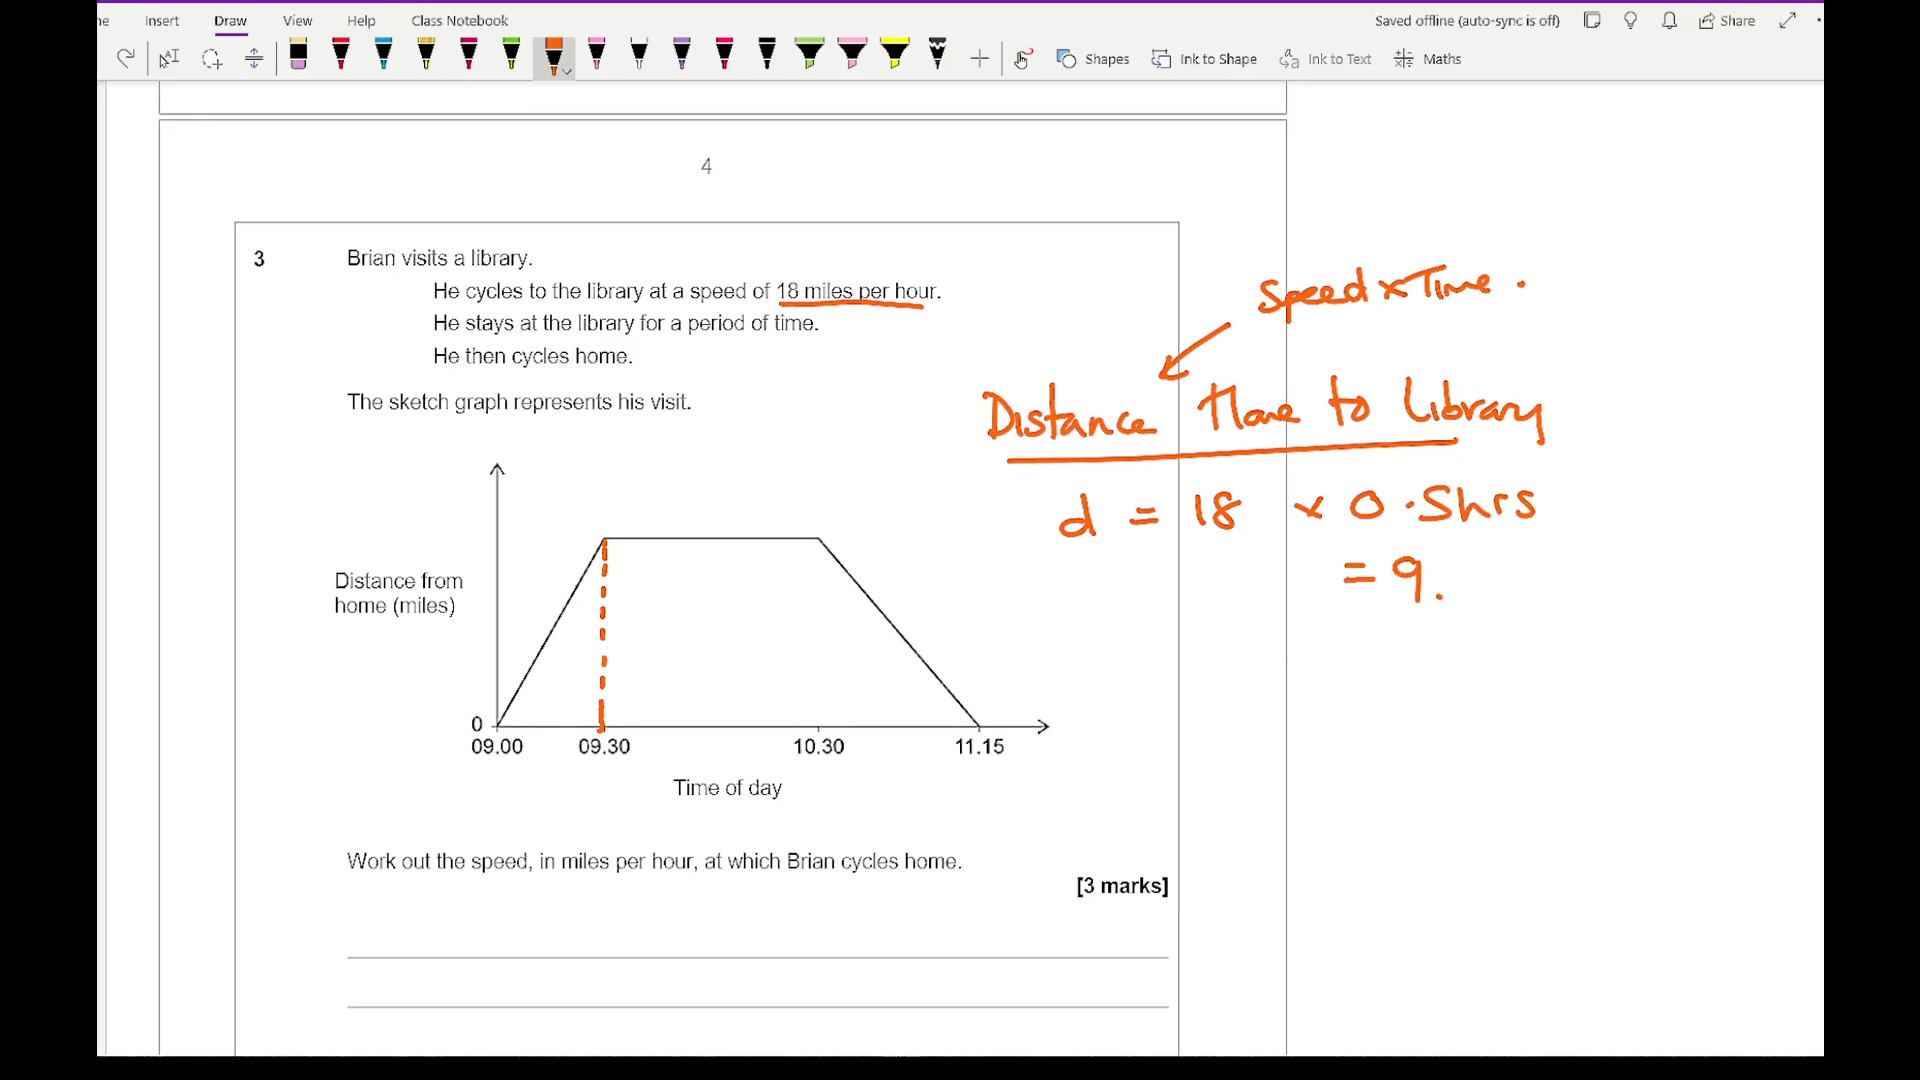 Insert Draw View Help Class Notebook
Saved offline (auto-sync is off) Share
Shapes Ink to Shape Ink to Text Maths
4
3 Brian visits a library.
He cycles to the library at a speed of 18 miles per hour.
He stays at the library for a period of time.
He then cycles home.
The sketch graph represents his visit.
Speed x Time .
Distance Home to Library
d = 18 x 0.5hrs
= 9.
Distance from
home (miles)
0
09.00 09.30 10.30 11.15
Time of day
Work out the speed, in miles per hour, at which Brian cycles home.
[3 marks]